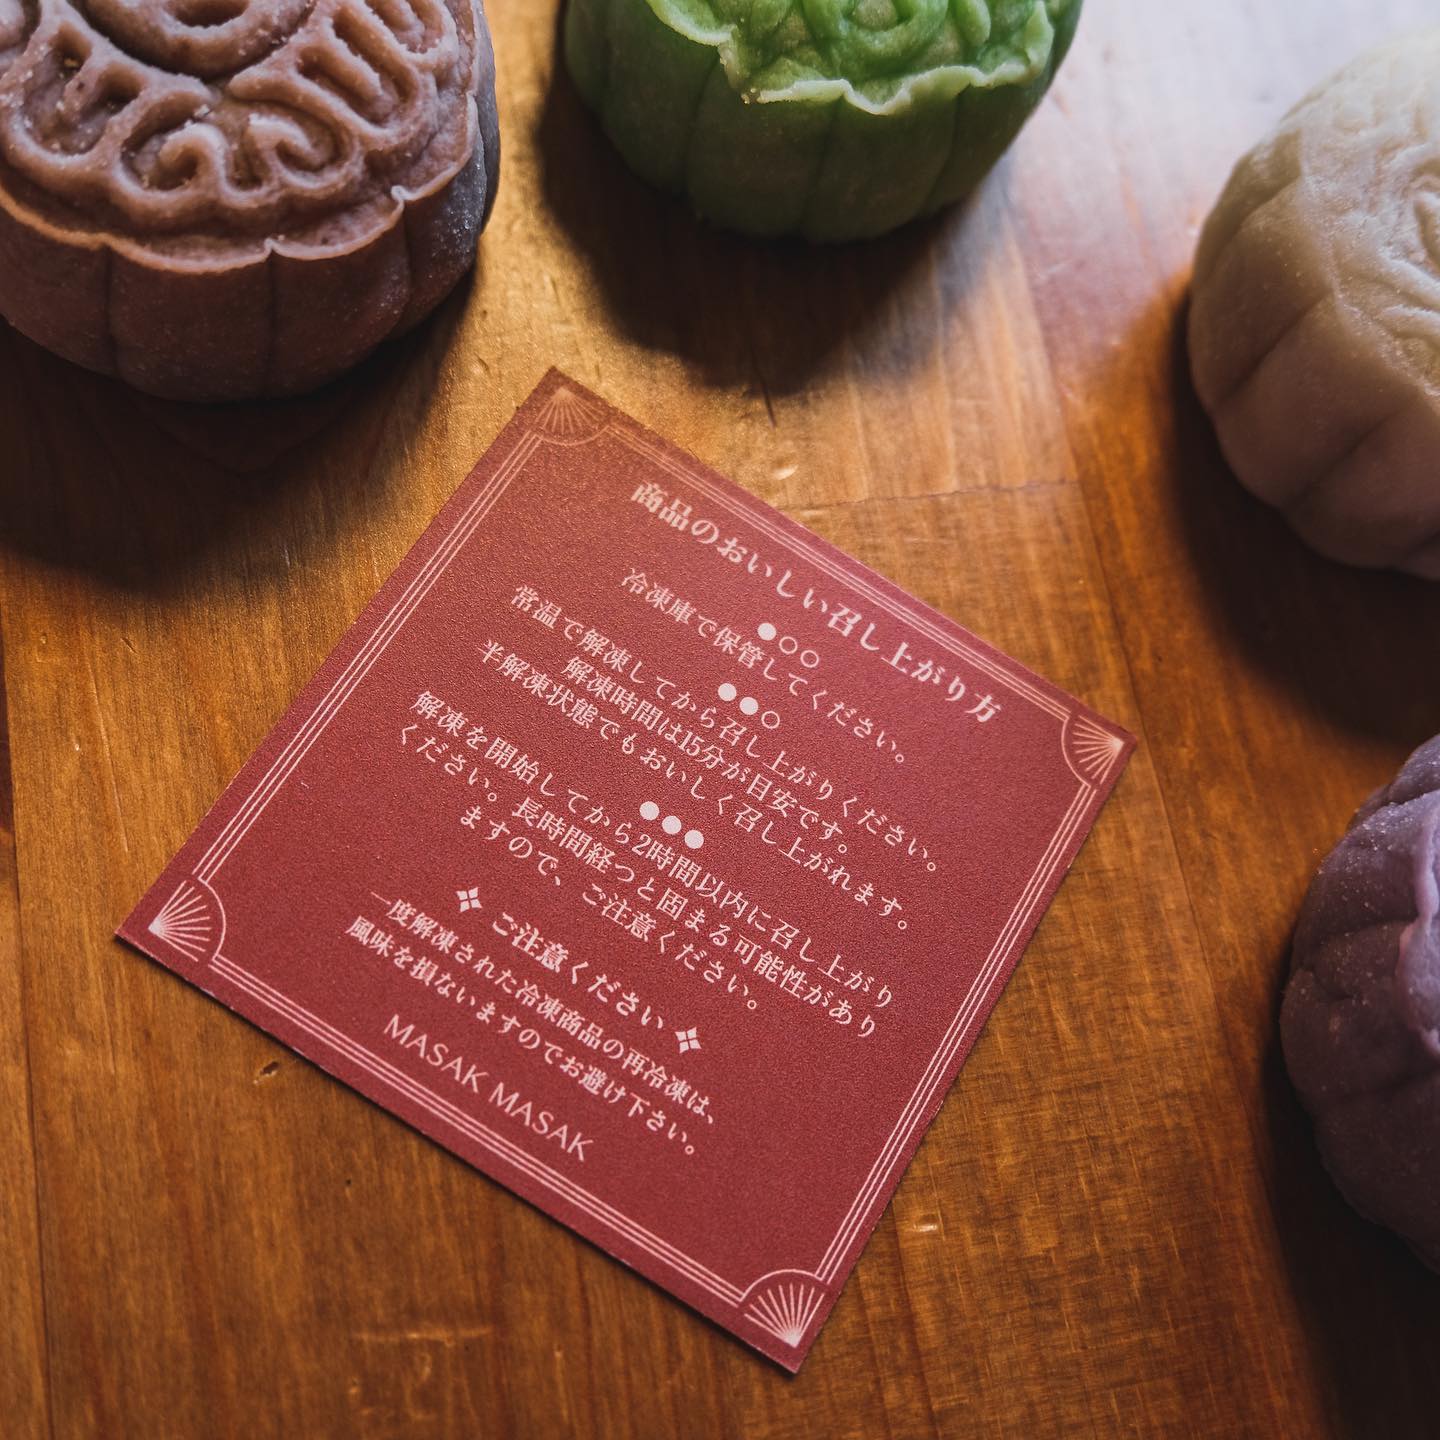 商品のおいしい召し上がり方
●○○
冷凍庫で保管してください。
●●○
常温で解凍してから召し上がりください。
解凍時間は15分が目安です。
半解凍状態でもおいしく召し上がれます。
●●●
解凍を開始してから2時間以内に召し上がり
ください。長時間経つと固まる可能性があり
ますので、ご注意ください。
❖ ご注意ください ❖
一度解凍された冷凍商品の再冷凍は、
風味を損ないますのでお避け下さい。
MASAK MASAK